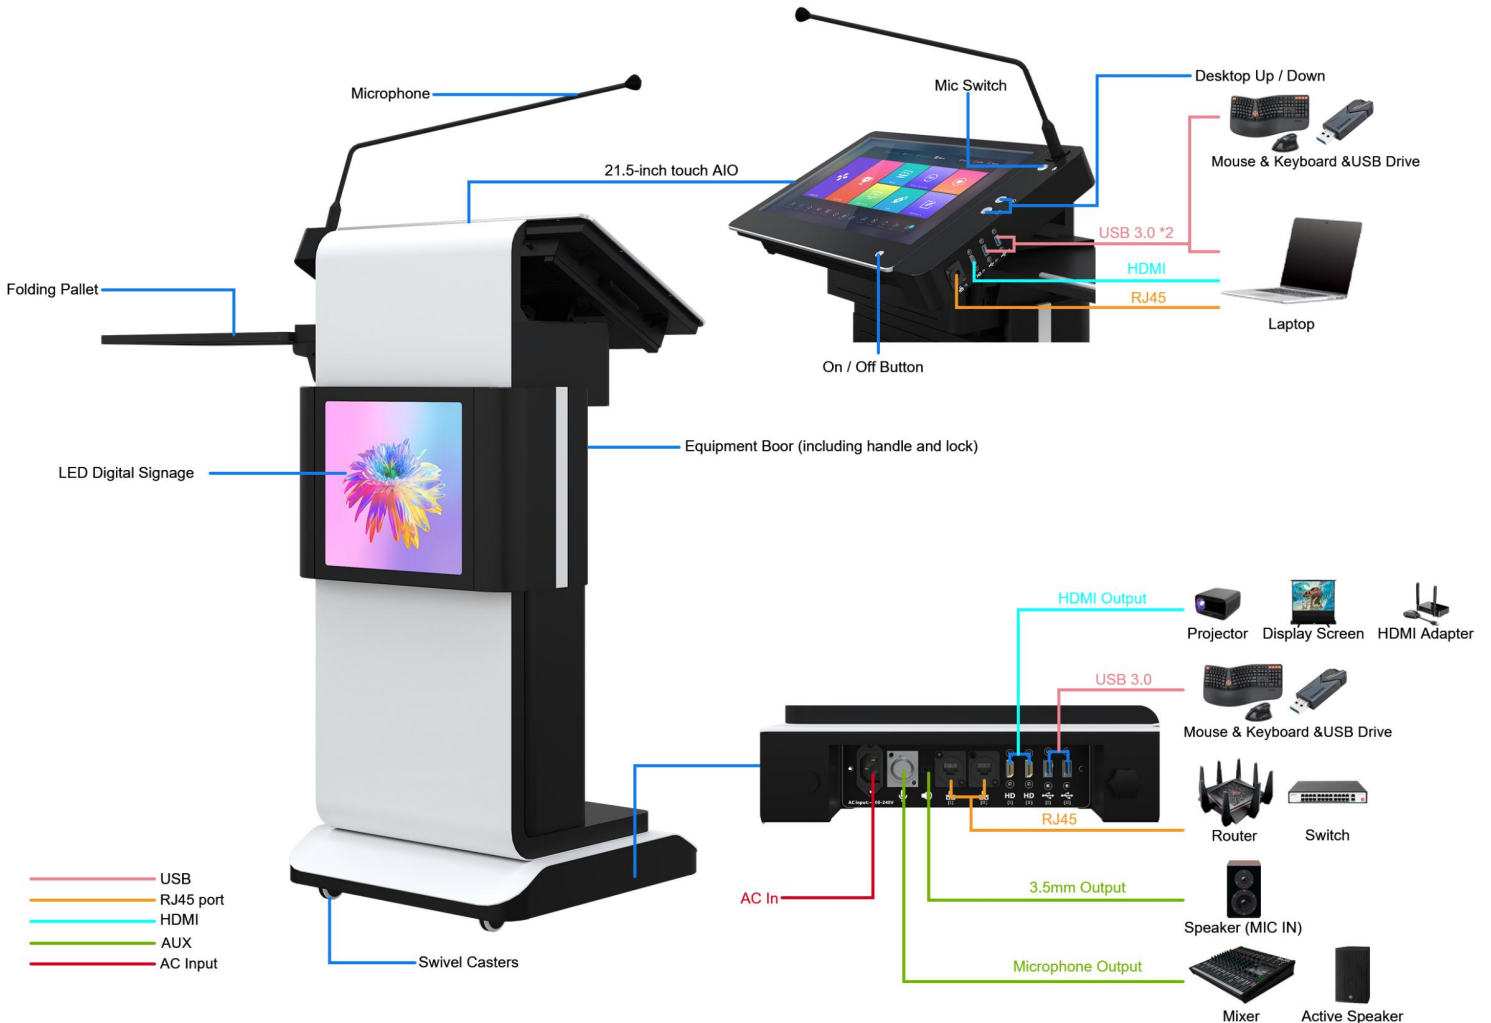 Microphone
Mic Switch
Desktop Up / Down
Mouse & Keyboard &USB Drive
21.5-inch touch AIO
USB 3.0 *2
HDMI
RJ45
Laptop
Folding Pallet
On / Off Button
LED Digital Signage
Equipment Boor (including handle and lock)
HDMI Output
Projector
Display Screen
HDMI Adapter
USB 3.0
Mouse & Keyboard &USB Drive
HD
HD
RJ45
Router
Switch
AC In
3.5mm Output
Speaker (MIC IN)
Microphone Output
Mixer
Active Speaker
USB
RJ45 port
HDMI
AUX
AC Input
Swivel Casters